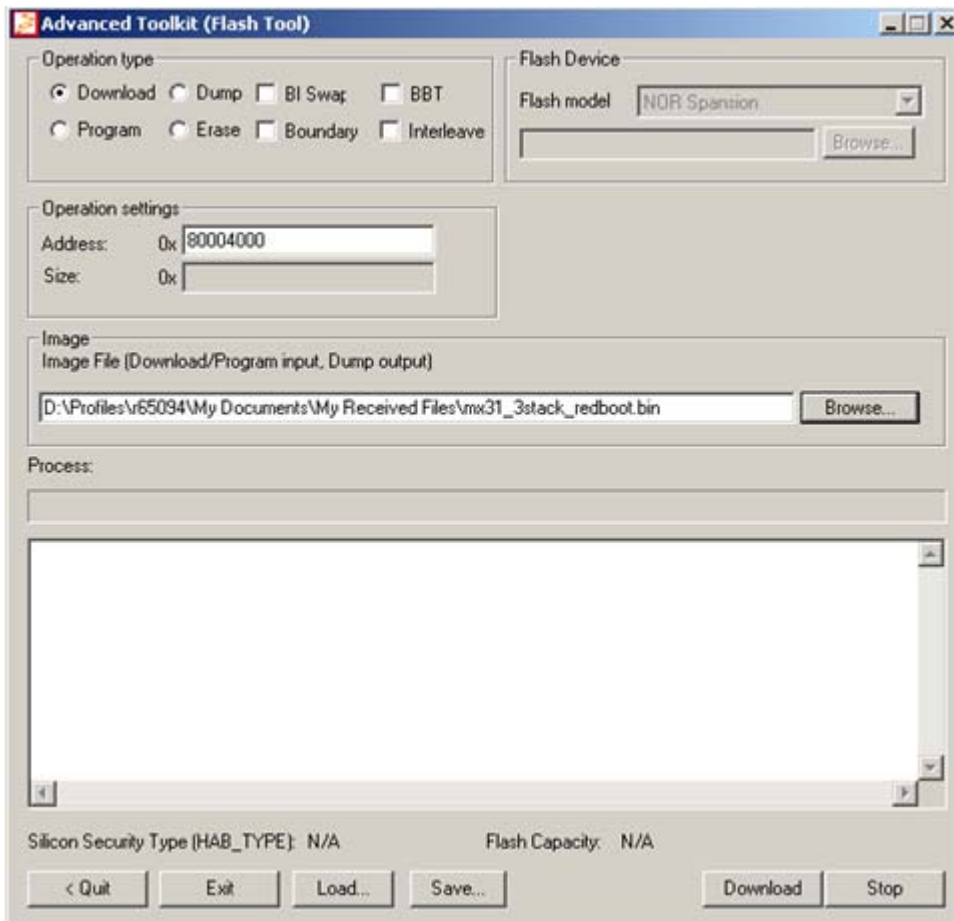 Advanced Toolkit (Flash Tool)
Operation type
Download Dump BI Swap BBT
Program Erase Boundary Interleave
Flash Device
Flash model NOR Spansion
Browse...
Operation settings
Address: 0x 80004000
Size: 0x
Image
Image File (Download/Program input, Dump output)
D:\Profiles\r65094\My Documents\My Received Files\mx31_3stack_redboot.bin Browse...
Process:
Silicon Security Type (HAB_TYPE): N/A Flash Capacity: N/A
< Quit Exit Load... Save... Download Stop